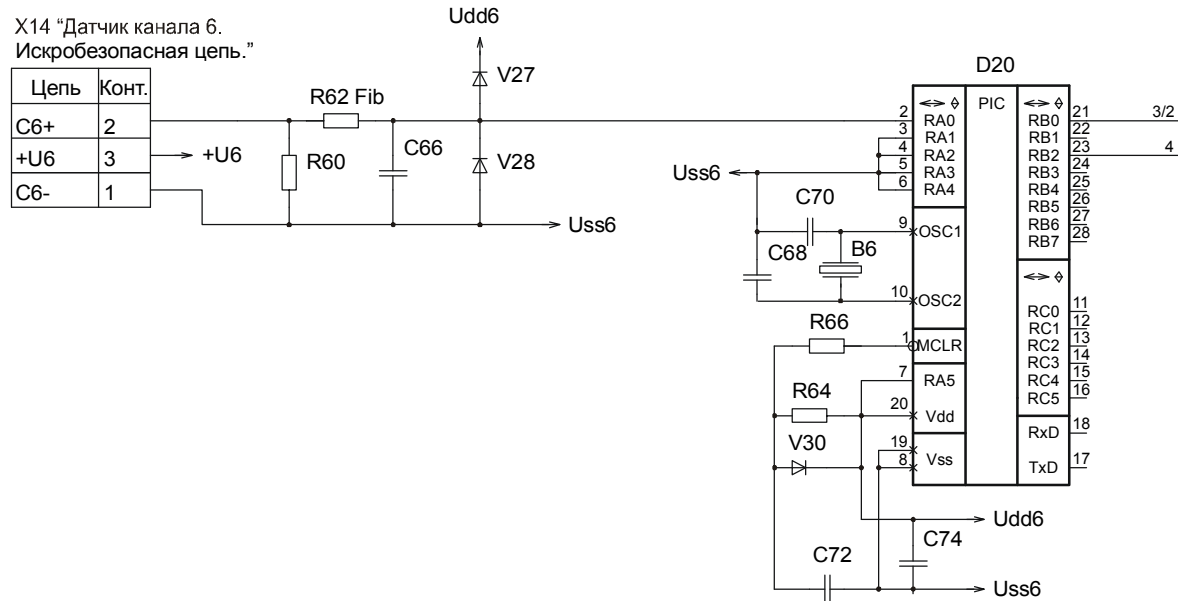 X14 “Датчик канала 6.
Искробезопасная цепь.”
Цепь Конт.
C6+ 2
+U6 3
C6- 1
+U6
R62 Fib
R60
C66
Udd6
V27
V28
Uss6
D20
PIC
2 RA0
3 RA1
4 RA2
5 RA3
6 RA4
Uss6
C70
C68
B6
9 OSC1
10 OSC2
R66
1 MCLR
7 RA5
R64
20 Vdd
V30
19
8 Vss
RB0 21 3/2
RB1 22
RB2 23 4
RB3 24
RB4 25
RB5 26
RB6 27
RB7 28
RC0 11
RC1 12
RC2 13
RC3 14
RC4 15
RC5 16
RxD 18
TxD 17
Udd6
C72
C74
Uss6